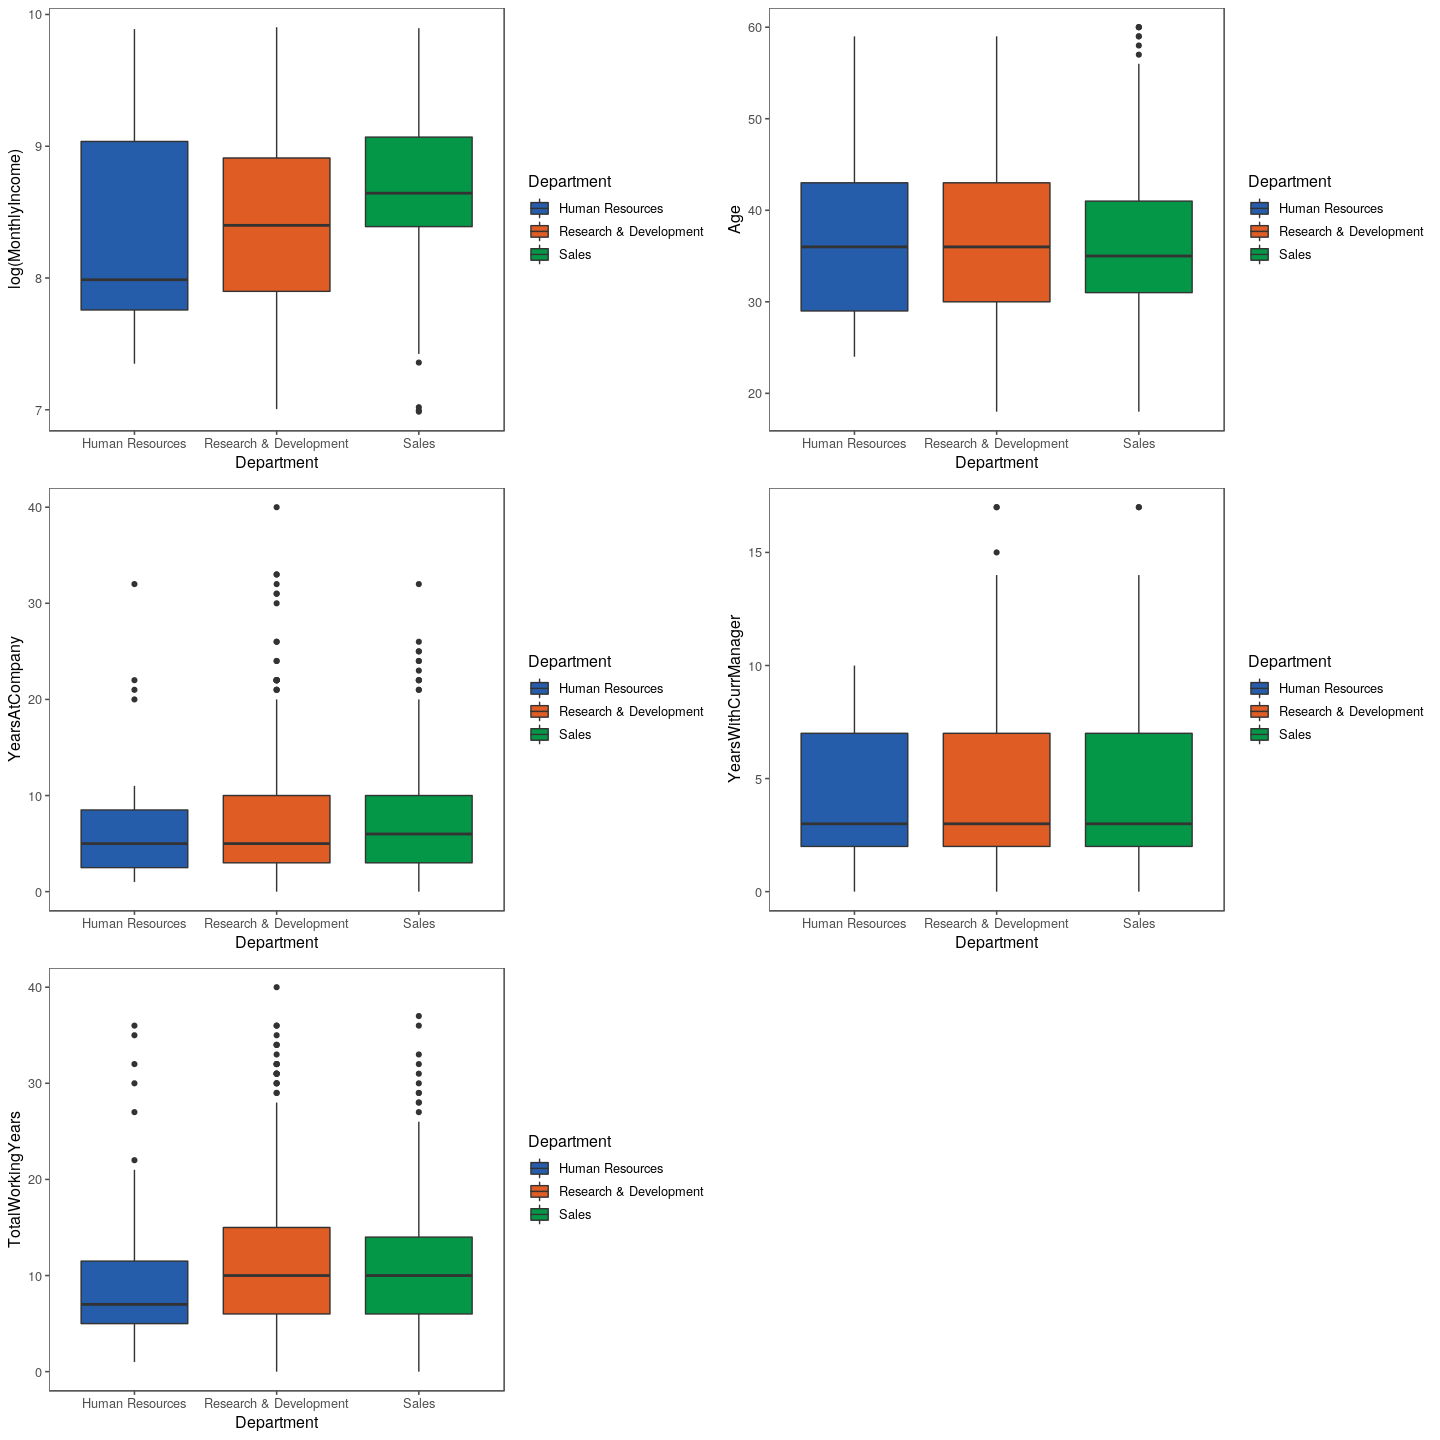 log(MonthlyIncome)
10
9
8
7
Human Resources Research & Development Sales
Department
Department
Human Resources
Research & Development
Sales
Age
60
50
40
30
20
Human Resources Research & Development Sales
Department
Department
Human Resources
Research & Development
Sales
YearsAtCompany
40
30
20
10
0
Human Resources Research & Development Sales
Department
Department
Human Resources
Research & Development
Sales
YearsWithCurrManager
15
10
5
0
Human Resources Research & Development Sales
Department
Department
Human Resources
Research & Development
Sales
TotalWorkingYears
40
30
20
10
0
Human Resources Research & Development Sales
Department
Department
Human Resources
Research & Development
Sales